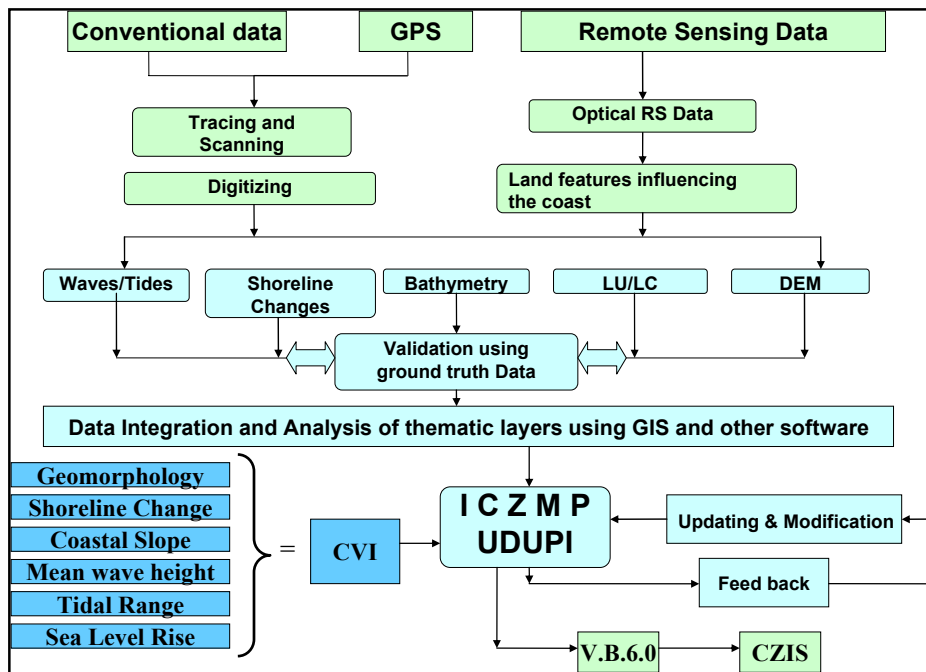 Conventional data
GPS
Remote Sensing Data
Tracing and
Scanning
Optical RS Data
Digitizing
Land features influencing
the coast
Waves/Tides
Shoreline
Changes
Bathymetry
LU/LC
DEM
Validation using
ground truth Data
Data Integration and Analysis of thematic layers using GIS and other software
Geomorphology
Shoreline Change
Coastal Slope
Mean wave height
Tidal Range
Sea Level Rise
=
CVI
I C Z M P
UDUPI
Updating & Modification
Feed back
V.B.6.0
CZIS